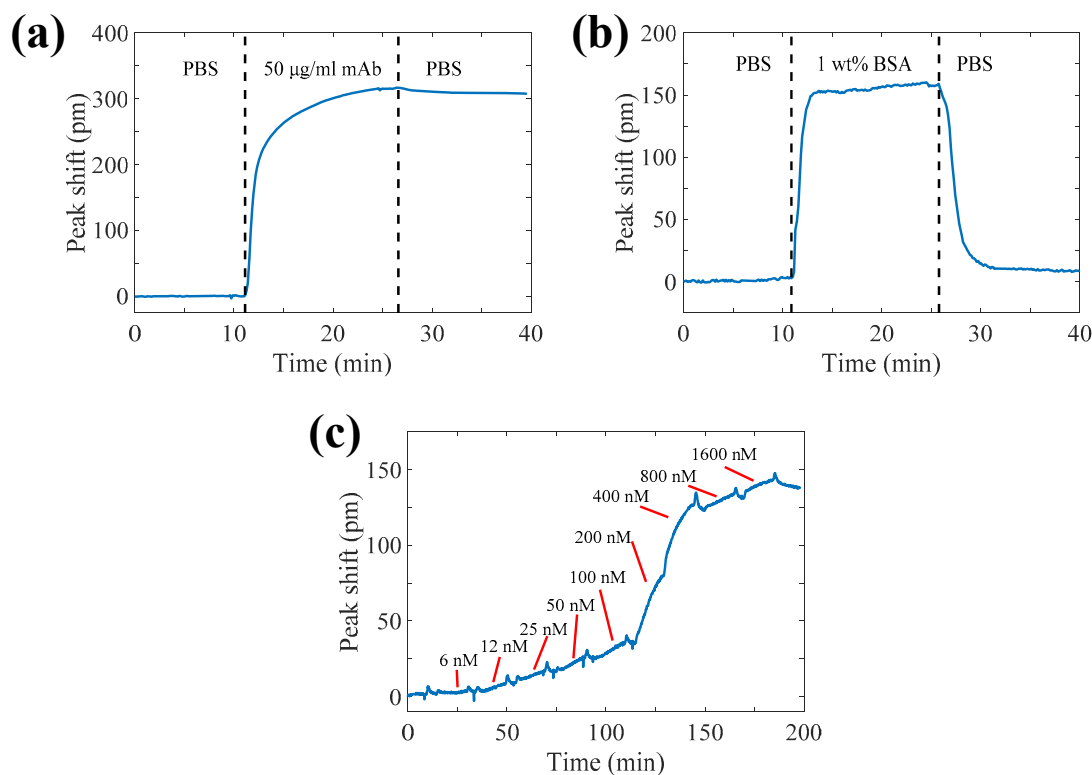 (a)
400
300
200
100
0
PBS
50 μg/ml mAb
PBS
Peak shift (pm)
0
10
20
30
40
Time (min)
(b)
200
150
100
50
0
PBS
1 wt% BSA
PBS
Peak shift (pm)
0
10
20
30
40
Time (min)
(c)
150
100
50
0
Peak shift (pm)
6 nM
12 nM
25 nM
50 nM
100 nM
200 nM
400 nM
800 nM
1600 nM
0
50
100
150
200
Time (min)